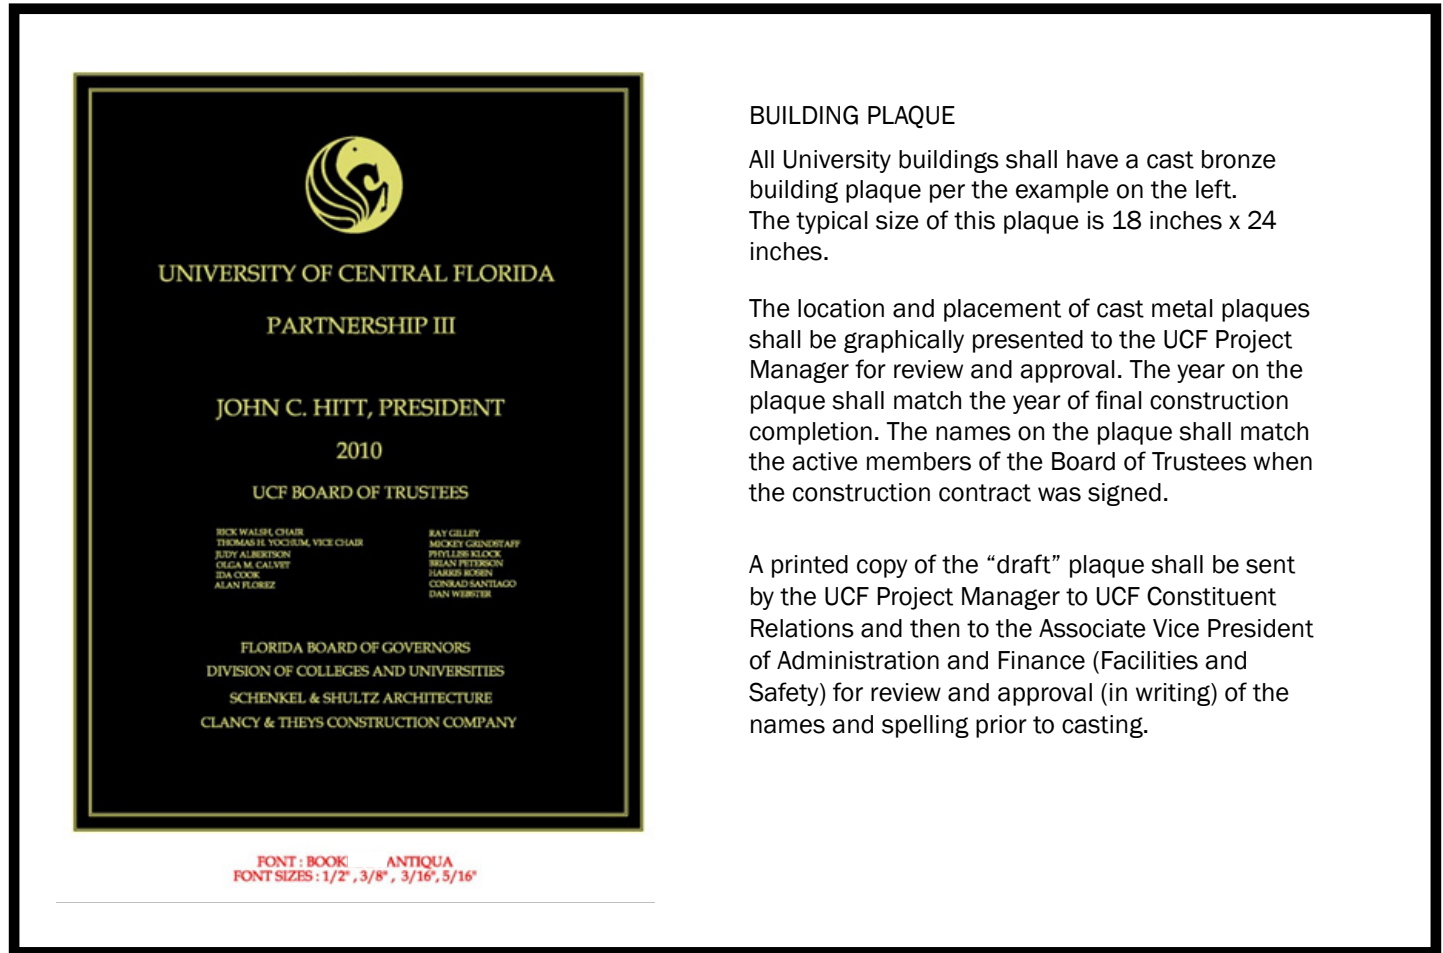 UNIVERSITY OF CENTRAL FLORIDA
PARTNERSHIP III
JOHN C. HITT, PRESIDENT
2010
UCF BOARD OF TRUSTEES
RICK WALSH, CHAIR
THOMAS H. YOCHUM, VICE CHAIR
JUDY ALBERTSON
OLGA M. CALVET
IDA COOK
ALAN FLOREZ
RAY GILLEY
MICKEY GRINDSTAFF
PHYLLISS KLOCK
BRIAN PETERSON
HARRIS ROSEN
CONRAD SANTIAGO
DAN WEBSTER
FLORIDA BOARD OF GOVERNORS
DIVISION OF COLLEGES AND UNIVERSITIES
SCHENKEL & SHULTZ ARCHITECTURE
CLANCY & THEYS CONSTRUCTION COMPANY
FONT : BOOK ANTIQUA
FONT SIZES : 1/2" , 3/8" , 3/16", 5/16"
BUILDING PLAQUE
All University buildings shall have a cast bronze
building plaque per the example on the left.
The typical size of this plaque is 18 inches x 24
inches.
The location and placement of cast metal plaques
shall be graphically presented to the UCF Project
Manager for review and approval. The year on the
plaque shall match the year of final construction
completion. The names on the plaque shall match
the active members of the Board of Trustees when
the construction contract was signed.
A printed copy of the “draft” plaque shall be sent
by the UCF Project Manager to UCF Constituent
Relations and then to the Associate Vice President
of Administration and Finance (Facilities and
Safety) for review and approval (in writing) of the
names and spelling prior to casting.